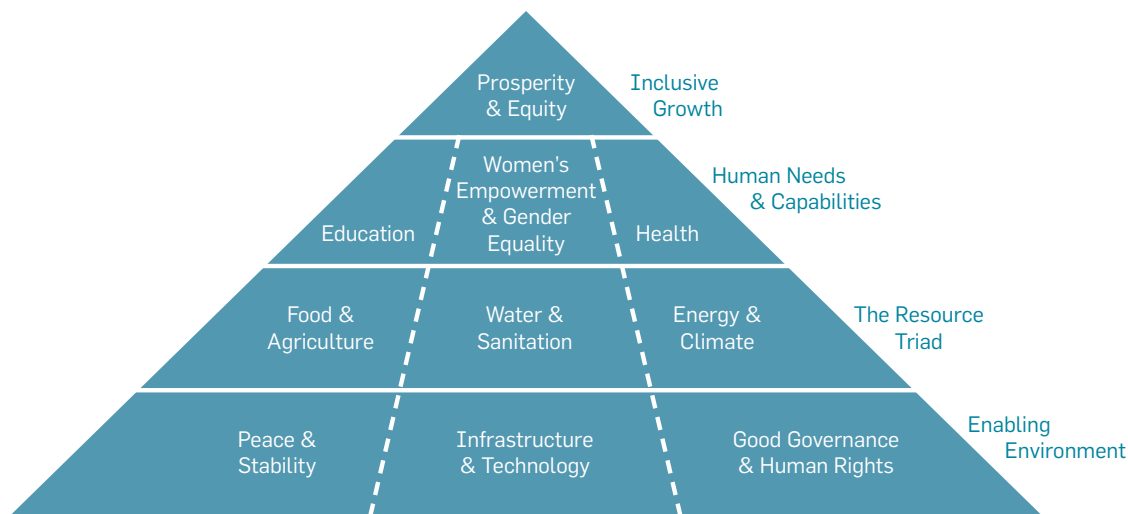 Prosperity
& Equity
Inclusive
Growth
Women's
Empowerment
& Gender
Equality
Education
Health
Human Needs
& Capabilities
Food &
Agriculture
Water &
Sanitation
Energy &
Climate
The Resource
Triad
Peace &
Stability
Infrastructure
& Technology
Good Governance
& Human Rights
Enabling
Environment